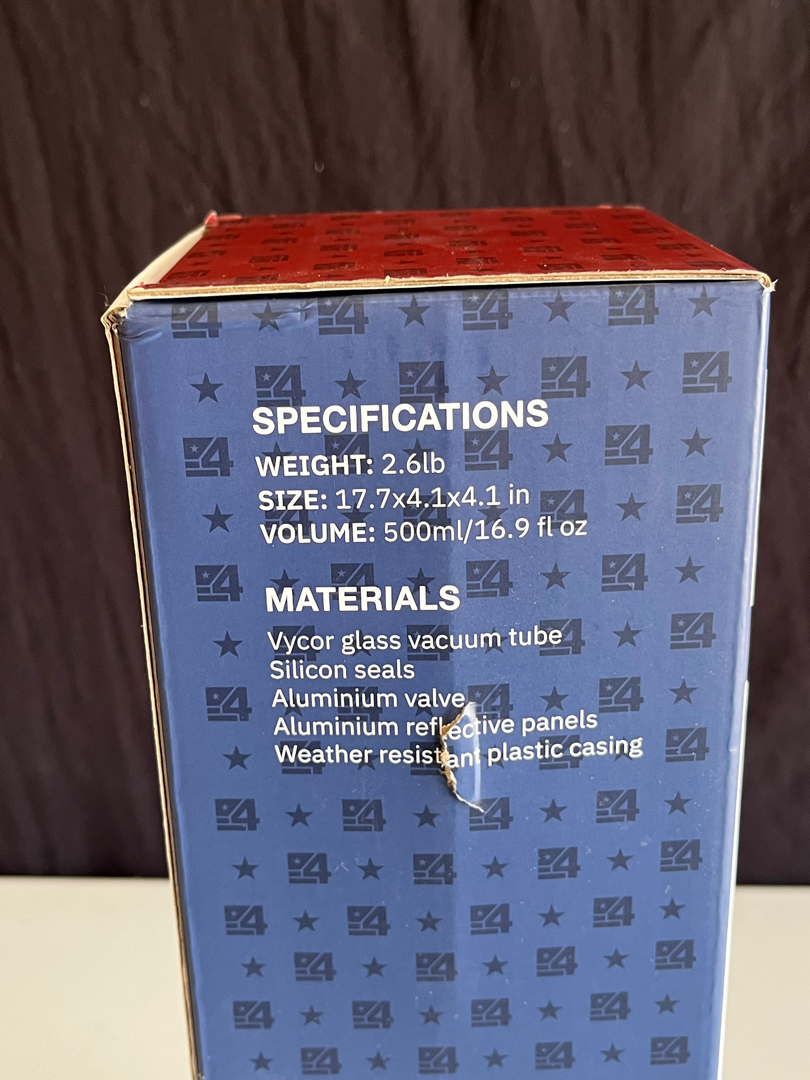 SPECIFICATIONS
WEIGHT: 2.6lb
SIZE: 17.7x4.1x4.1 in
VOLUME: 500ml/16.9 fl oz
MATERIALS
Vycor glass vacuum tube
Silicon seals
Aluminium valve
Aluminium reflective panels
Weather resistant plastic casing